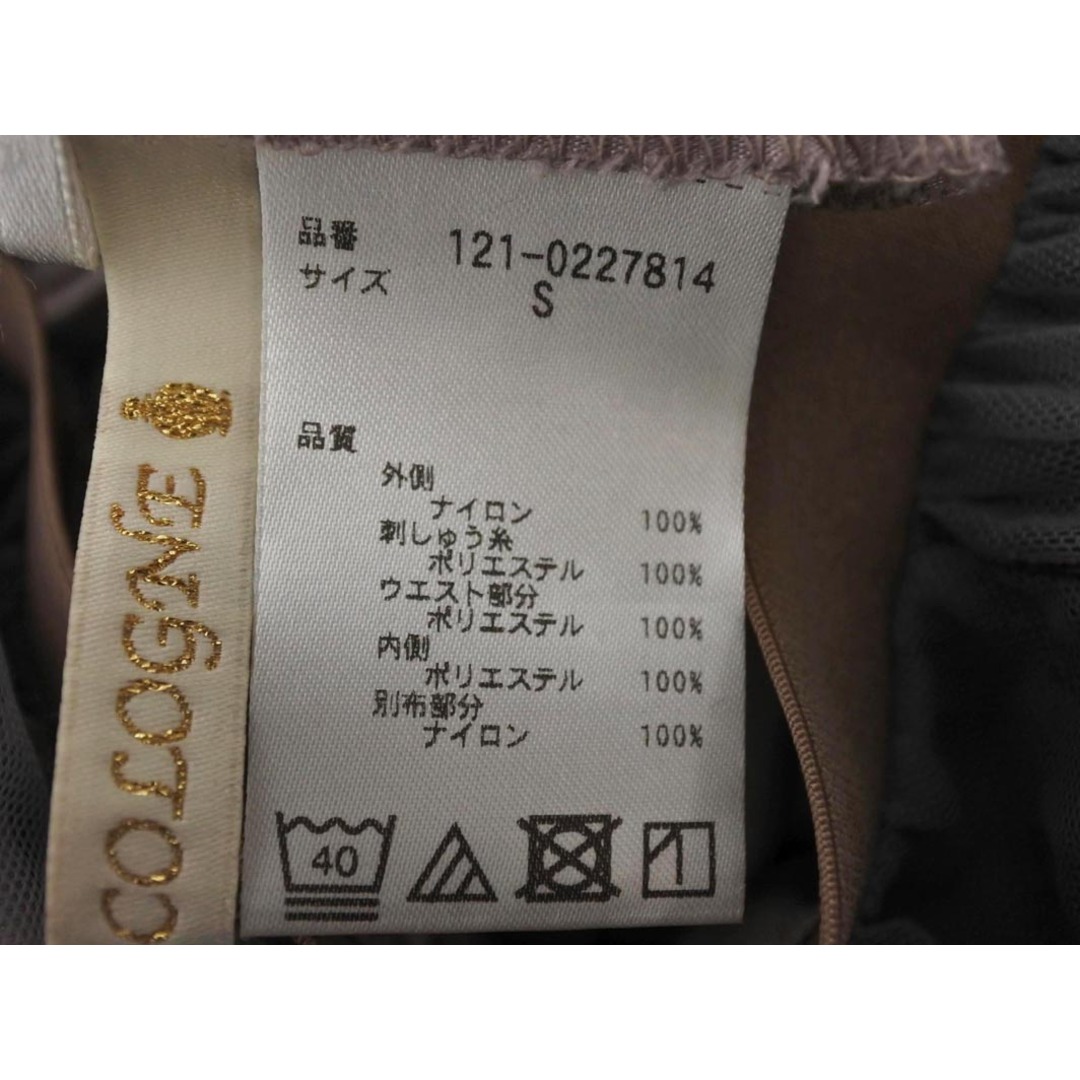 品番 121-0227814
サイズ S
品質
外側
ナイロン 100%
刺しゅう糸
ポリエステル 100%
ウエスト部分
ポリエステル 100%
内側
ポリエステル 100%
別布部分
ナイロン 100%
40
COLOGNE